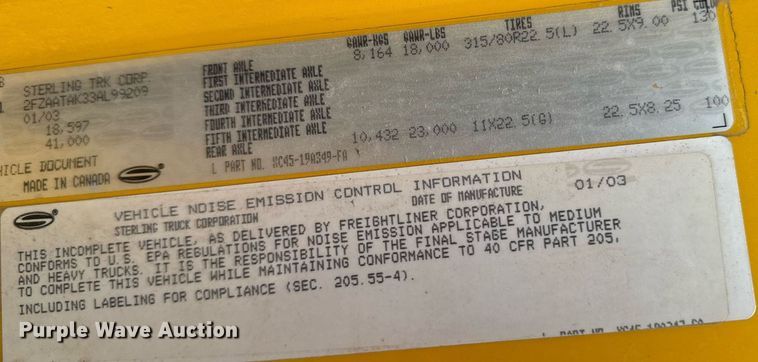 GAWR-KGS GAWR-LBS TIRES RIMS PSI COLD
STERLING TRK CORP. FRONT AXLE 8,164 18,000 315/80R22.5(L) 22.5X9.00 130
2FZAATAK33AL99209 FIRST INTERMEDIATE AXLE
01/03 SECOND INTERMEDIATE AXLE
18,597 THIRD INTERMEDIATE AXLE
41,000 FOURTH INTERMEDIATE AXLE
FIFTH INTERMEDIATE AXLE
REAR AXLE 10,432 23,000 11X22.5(G) 22.5X8.25 100
HICLE DOCUMENT
MADE IN CANADA
L PART NO. XC45-19A349-FA
VEHICLE NOISE EMISSION CONTROL INFORMATION
STERLING TRUCK CORPORATION DATE OF MANUFACTURE 01/03
THIS INCOMPLETE VEHICLE, AS DELIVERED BY FREIGHTLINER CORPORATION,
CONFORMS TO U.S. EPA REGULATIONS FOR NOISE EMISSION APPLICABLE TO MEDIUM
AND HEAVY TRUCKS. IT IS THE RESPONSIBILITY OF THE FINAL STAGE MANUFACTURER
TO COMPLETE THIS VEHICLE WHILE MAINTAINING CONFORMANCE TO 40 CFR PART 205,
INCLUDING LABELING FOR COMPLIANCE (SEC. 205.55-4).
Purple Wave Auction